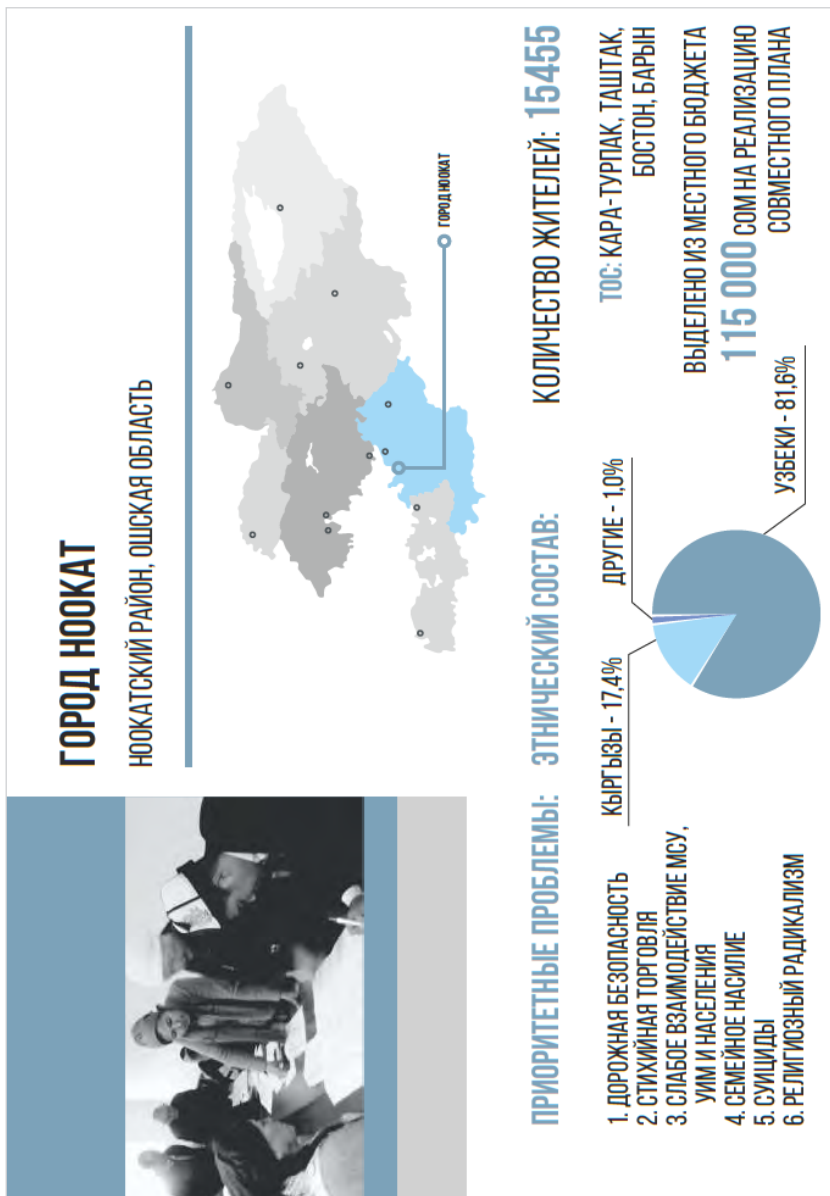 ГОРОД НООКАТ
НООКАТСКИЙ РАЙОН, ОШСКАЯ ОБЛАСТЬ
ГОРОД НООКАТ
ПРИОРИТЕТНЫЕ ПРОБЛЕМЫ:
1. ДОРОЖНАЯ БЕЗОПАСНОСТЬ
2. СТИХИЙНАЯ ТОРГОВЛЯ
3. СЛАБОЕ ВЗАИМОДЕЙСТВИЕ МСУ,
УИМ И НАСЕЛЕНИЯ
4. СЕМЕЙНОЕ НАСИЛИЕ
5. СУИЦИДЫ
6. РЕЛИГИОЗНЫЙ РАДИКАЛИЗМ
ЭТНИЧЕСКИЙ СОСТАВ:
КЫРГЫЗЫ - 17,4%
ДРУГИЕ - 1,0%
УЗБЕКИ - 81,6%
КОЛИЧЕСТВО ЖИТЕЛЕЙ: 15455
ТОС: КАРА-ТУРПАК, ТАШТАК,
БОСТОН, БАРЫН
ВЫДЕЛЕНО ИЗ МЕСТНОГО БЮДЖЕТА
115 000 СОМ НА РЕАЛИЗАЦИЮ
СОВМЕСТНОГО ПЛАНА